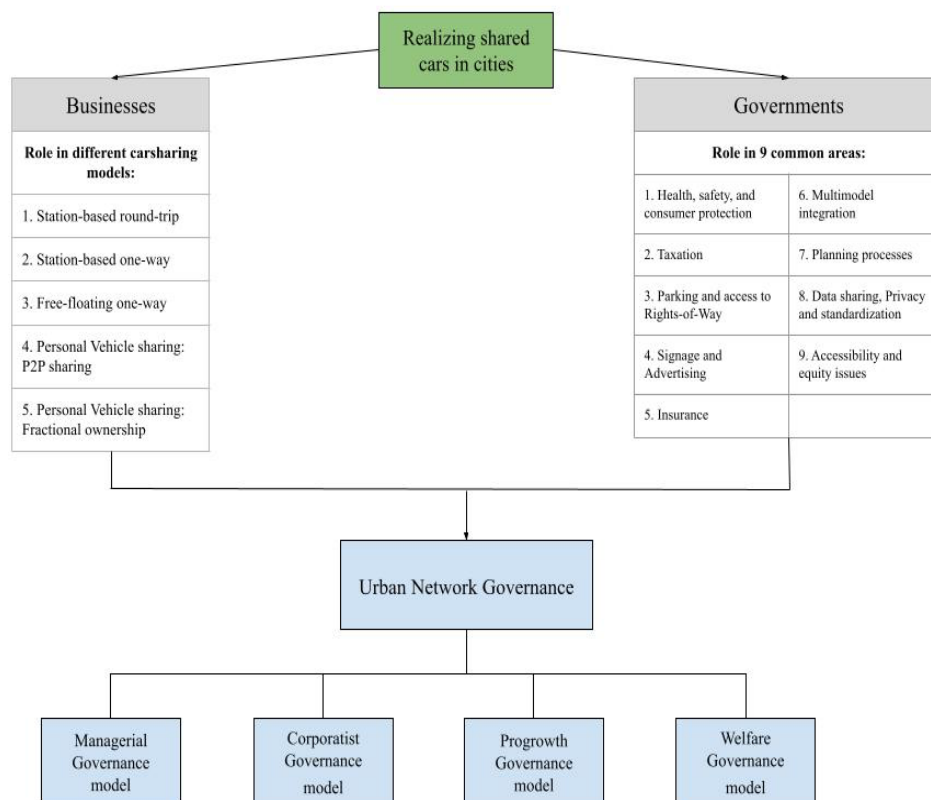 Realizing shared
cars in cities
Businesses
Role in different carsharing
models:
1. Station-based round-trip
2. Station-based one-way
3. Free-floating one-way
4. Personal Vehicle sharing:
P2P sharing
5. Personal Vehicle sharing:
Fractional ownership
Governments
Role in 9 common areas:
1. Health, safety, and
consumer protection
2. Taxation
3. Parking and access to
Rights-of-Way
4. Signage and
Advertising
5. Insurance
6. Multimodel
integration
7. Planning processes
8. Data sharing, Privacy
and standardization
9. Accessibility and
equity issues
Urban Network Governance
Managerial
Governance
model
Corporatist
Governance
model
Progrowth
Governance
model
Welfare
Governance
model